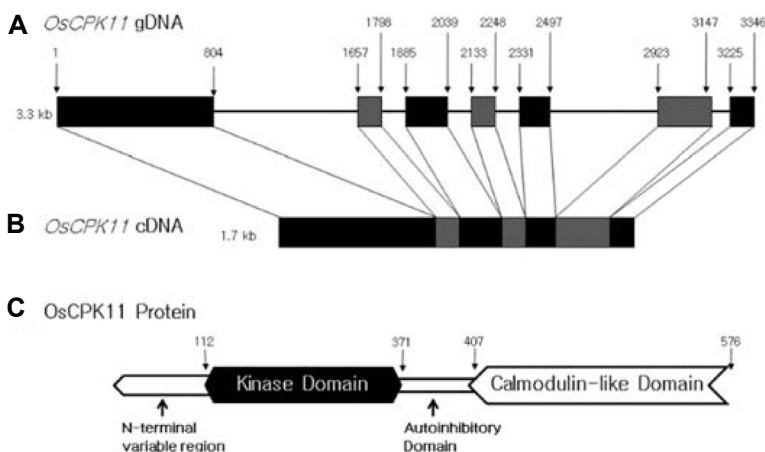 A OsCPK11 gDNA
1798 2039 2248 2497 3147 3346
1 804 1657 1885 2133 2331 2923 3225
3.3 kb
B OsCPK11 cDNA
1.7 kb
C OsCPK11 Protein
112 371 407 576
Kinase Domain Calmodulin-like Domain
N-terminal
variable region
Autoinhibitory
Domain